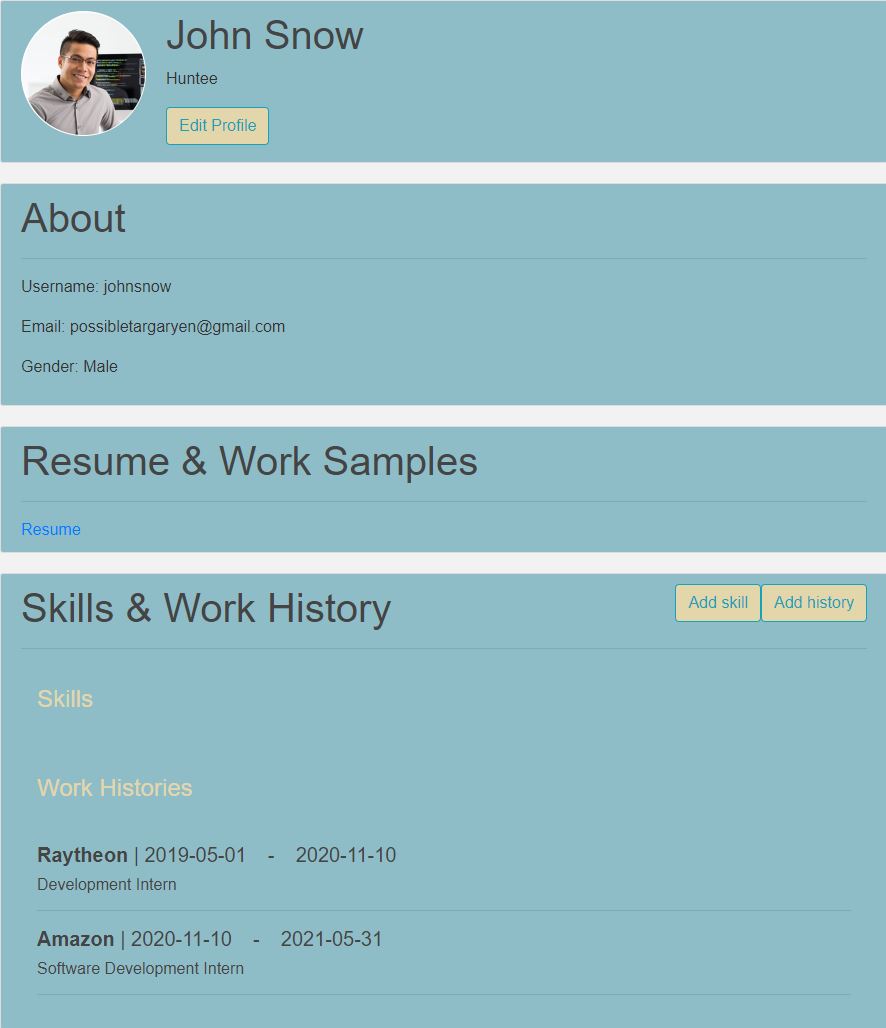 John Snow
Huntee
Edit Profile
About
Username: johnsnow
Email: possibletargaryen@gmail.com
Gender: Male
Resume & Work Samples
Resume
Skills & Work History
Add skill
Add history
Skills
Work Histories
Raytheon | 2019-05-01 - 2020-11-10
Development Intern
Amazon | 2020-11-10 - 2021-05-31
Software Development Intern